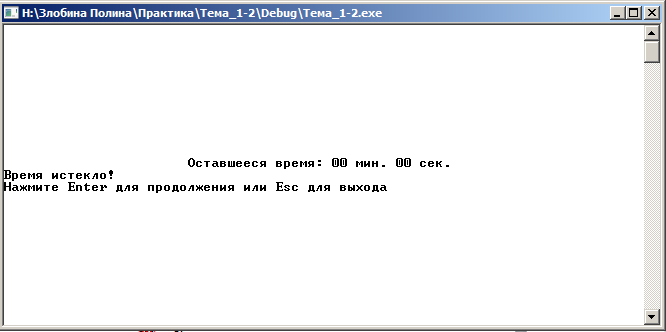 H:\Злобина Полина\Практика\Тема_1-2\Debug\Тема_1-2.exe
Оставшееся время: 00 мин. 00 сек.
Время истекло!
Нажмите Enter для продолжения или Esc для выхода